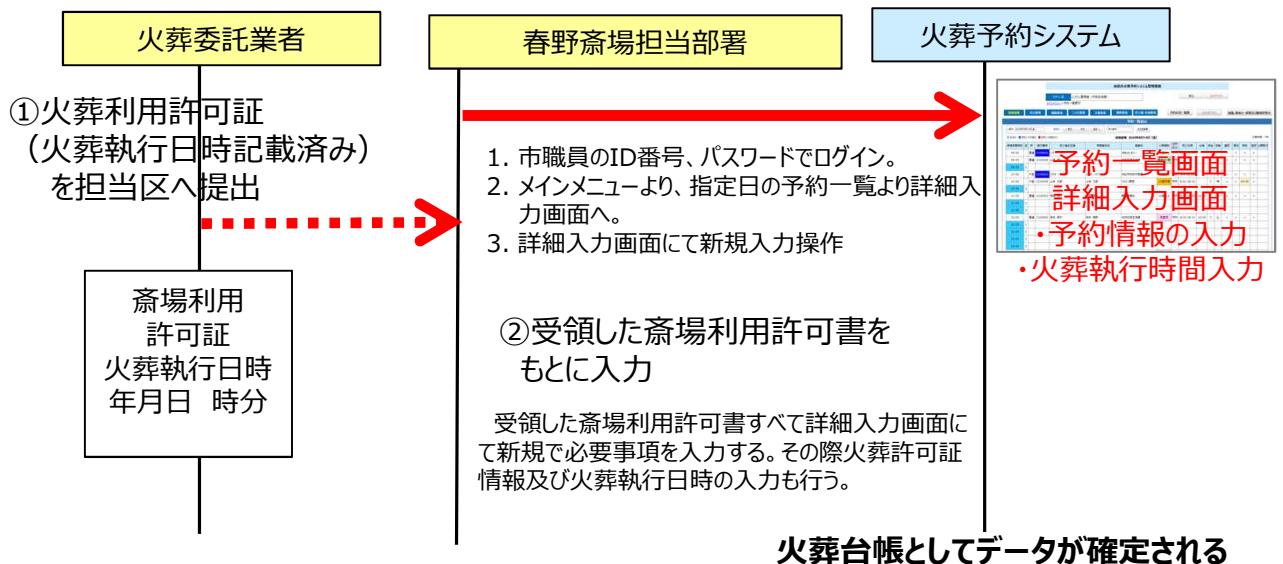 火葬委託業者
春野斎場担当部署
火葬予約システム
①火葬利用許可証
（火葬執行日時記載済み）
を担当区へ提出
斎場利用
許可証
火葬執行日時
年月日 時分
1. 市職員のID番号、パスワードでログイン。
2. メインメニューより、指定日の予約一覧より詳細入
力画面へ。
3. 詳細入力画面にて新規入力操作
②受領した斎場利用許可書を
もとに入力
受領した斎場利用許可書すべて詳細入力画面に
て新規で必要事項を入力する。その際火葬許可証
情報及び火葬執行日時の入力も行う。
予約一覧画面
詳細入力画面
・予約情報の入力
・火葬執行時間入力
火葬台帳としてデータが確定される